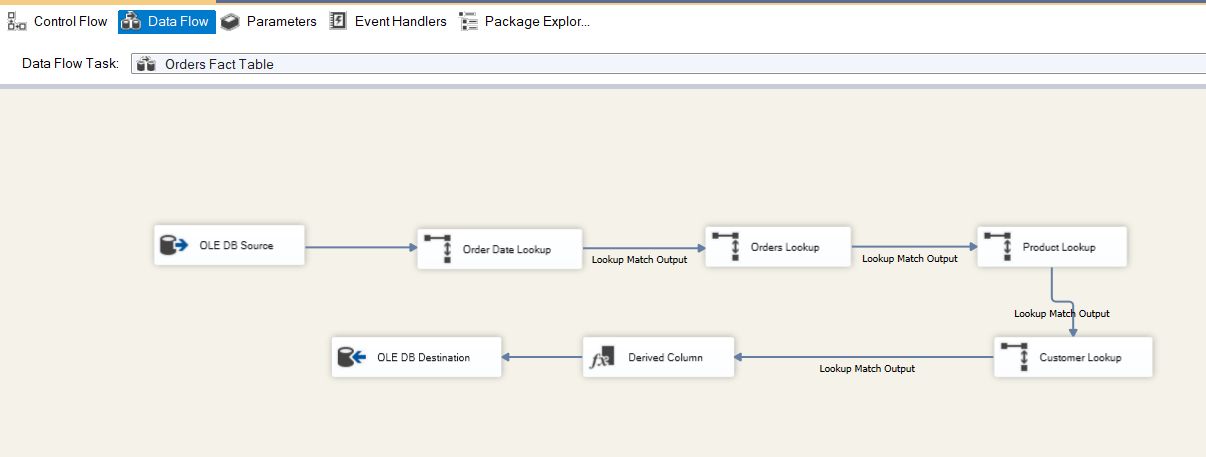 Control Flow
Data Flow
Parameters
Event Handlers
Package Explor...
Data Flow Task:
Orders Fact Table
OLE DB Source
Order Date Lookup
Lookup Match Output
Orders Lookup
Lookup Match Output
Product Lookup
Lookup Match Output
Customer Lookup
Lookup Match Output
Derived Column
OLE DB Destination